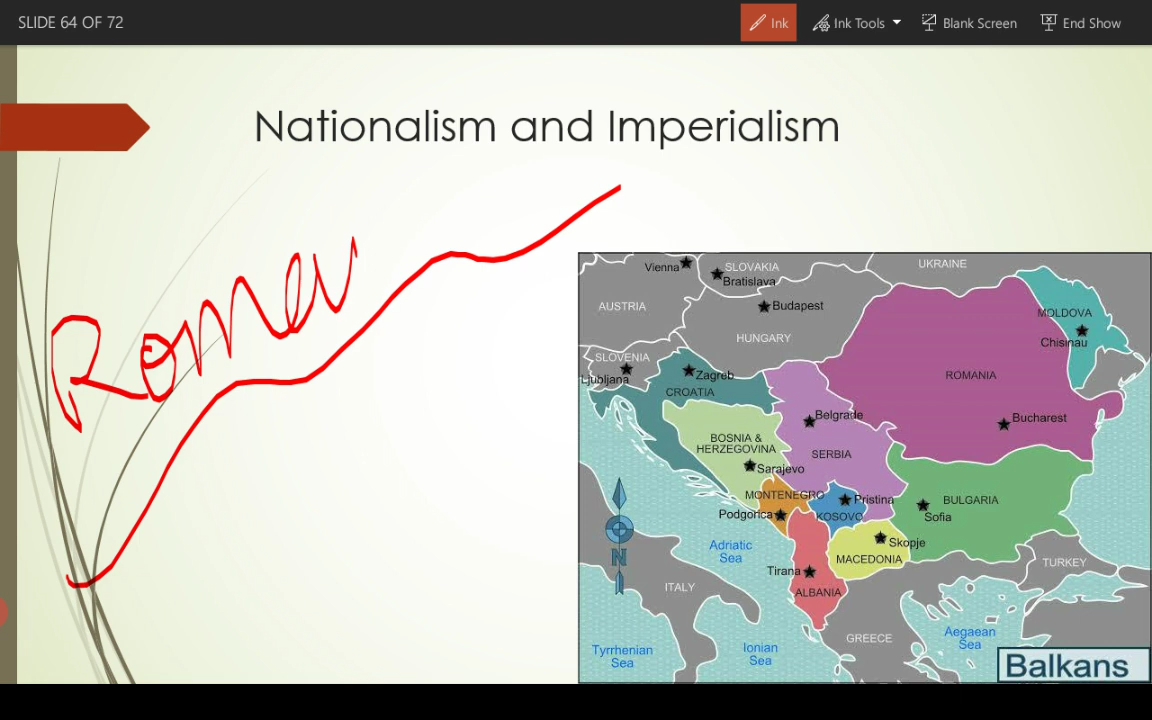 SLIDE 64 OF 72
Ink
Ink Tools
Blank Screen
End Show
Nationalism and Imperialism
Vienna
SLOVAKIA
Bratislava
UKRAINE
AUSTRIA
Budapest
HUNGARY
MOLDOVA
Chisinau
SLOVENIA
Ljubljana
Zagreb
CROATIA
ROMANIA
Belgrade
Bucharest
BOSNIA &
HERZEGOVINA
SERBIA
Sarajevo
MONTENEGRO
Pristina
BULGARIA
Podgorica
KOSOVO
Sofia
Adriatic
Sea
Skopje
MACEDONIA
TURKEY
Tirana
ITALY
ALBANIA
GREECE
Aegaean
Sea
Tyrrhenian
Sea
Ionian
Sea
N
Balkans